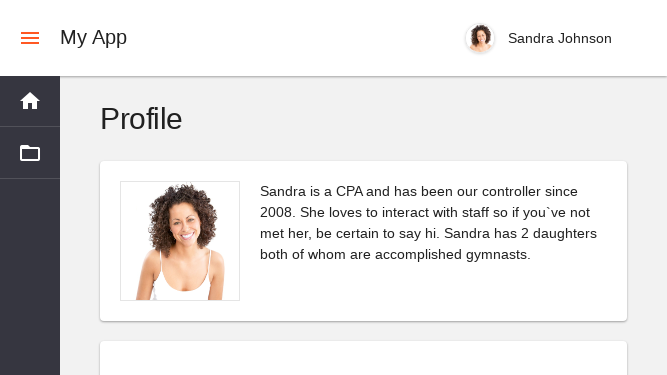 My App
Sandra Johnson
Profile
Sandra is a CPA and has been our controller since
2008. She loves to interact with staff so if you`ve not
met her, be certain to say hi. Sandra has 2 daughters
both of whom are accomplished gymnasts.